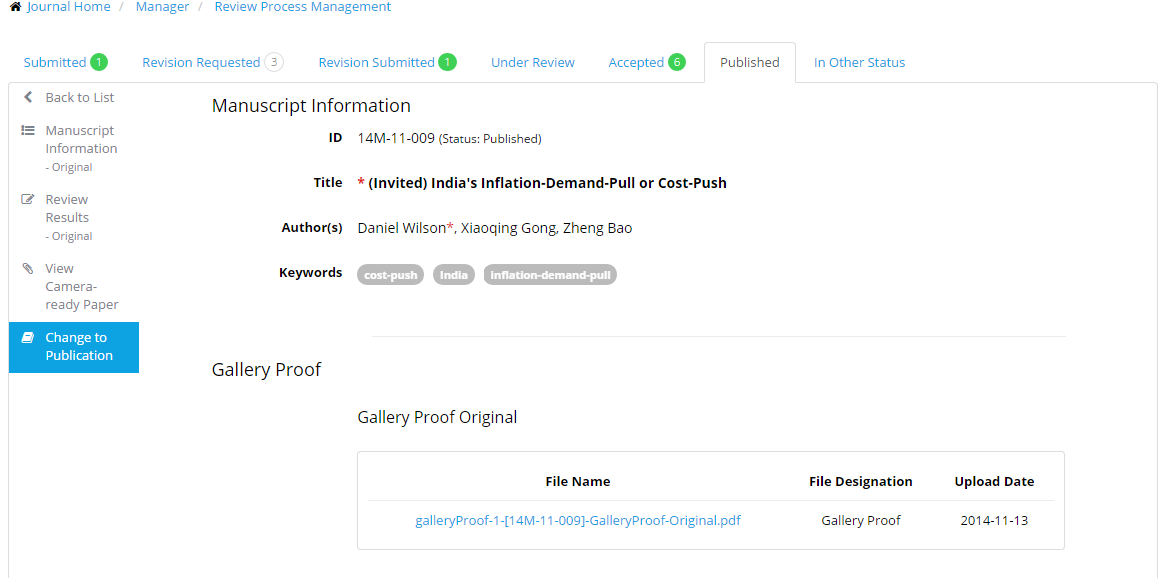 Journal Home / Manager / Review Process Management
Submitted 1 Revision Requested 3 Revision Submitted 1 Under Review Accepted 6 Published In Other Status
Back to List
Manuscript
Information
- Original
Review
Results
- Original
View
Camera-
ready Paper
Change to
Publication
Manuscript Information
ID 14M-11-009 (Status: Published)
Title * (Invited) India's Inflation-Demand-Pull or Cost-Push
Author(s) Daniel Wilson*, Xiaoqing Gong, Zheng Bao
Keywords cost-push India inflation-demand-pull
Gallery Proof
Gallery Proof Original
File Name File Designation Upload Date
galleryProof-1-[14M-11-009]-GalleryProof-Original.pdf Gallery Proof 2014-11-13